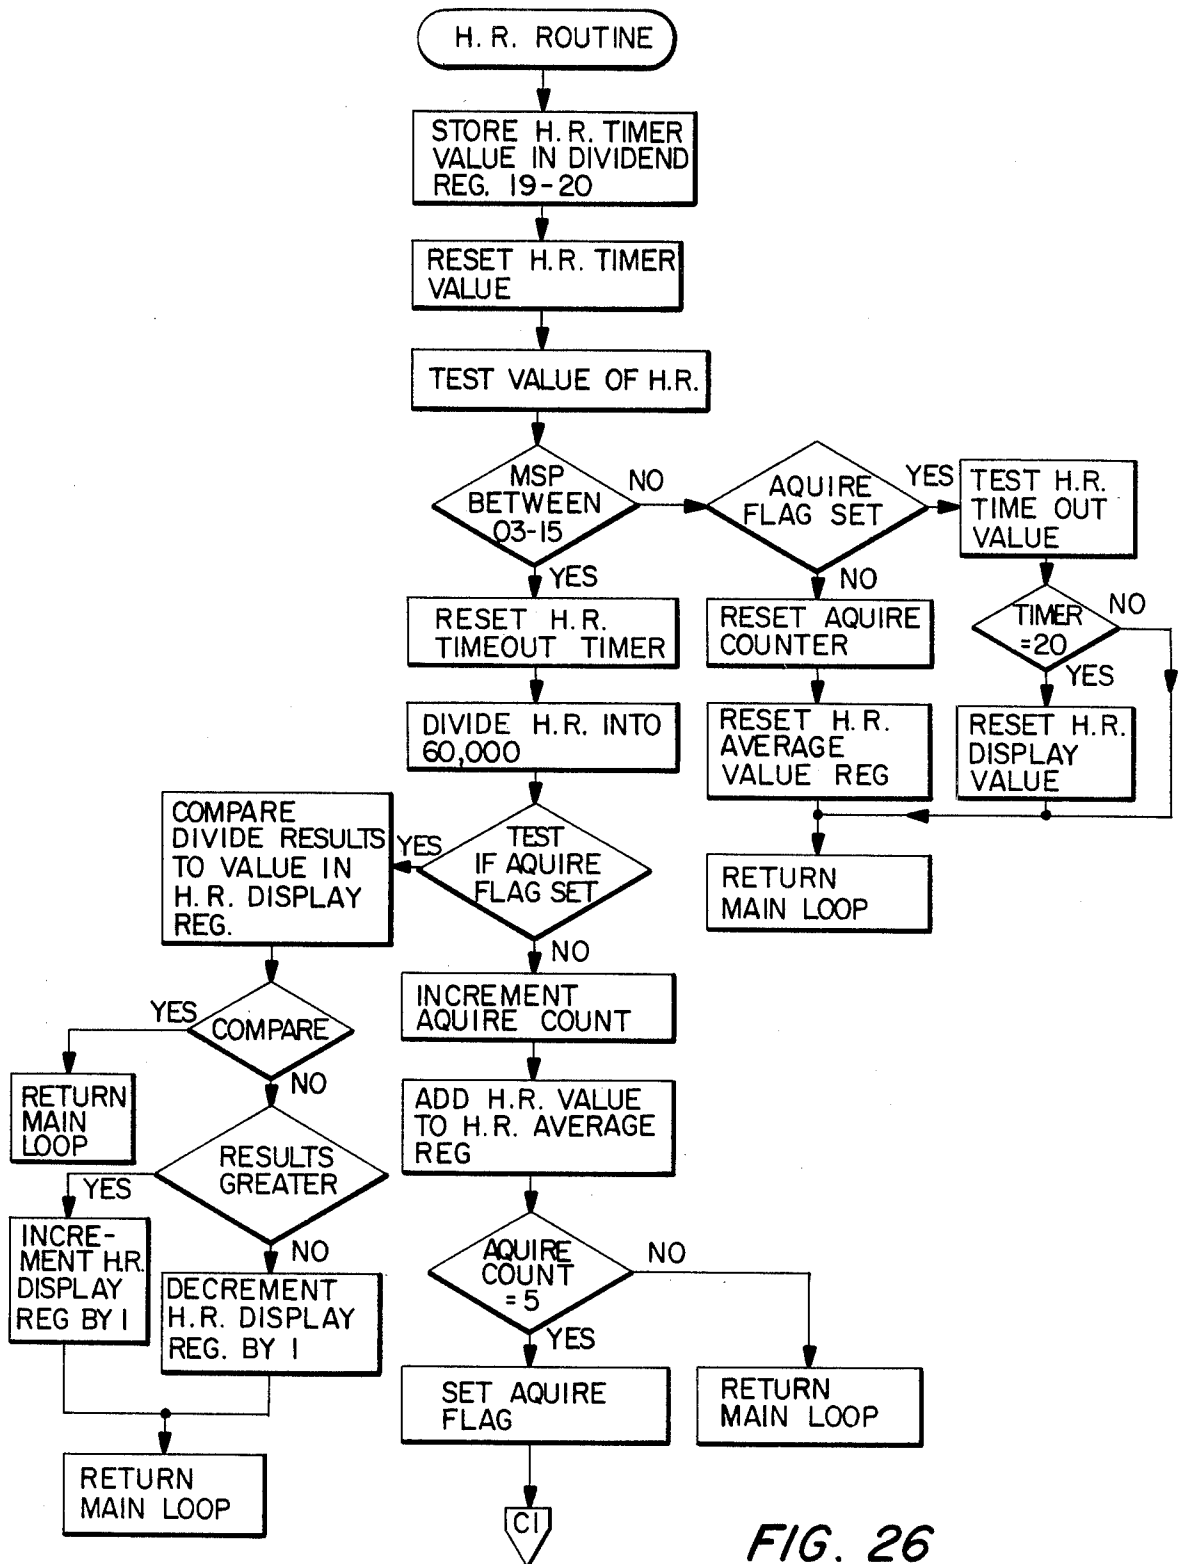 H. R. ROUTINE
STORE H. R. TIMER
VALUE IN DIVIDEND
REG. 19-20
RESET H.R. TIMER
VALUE
TEST VALUE OF H.R.
MSP
BETWEEN
03-15
NO
YES
AQUIRE
FLAG SET
YES
NO
TEST H.R.
TIME OUT
VALUE
TIMER
=20
NO
YES
RESET H.R.
TIMEOUT TIMER
RESET AQUIRE
COUNTER
DIVIDE H.R. INTO
60,000
RESET H.R.
AVERAGE
VALUE REG
RESET H.R.
DISPLAY
VALUE
COMPARE
DIVIDE RESULTS
TO VALUE IN
H.R. DISPLAY
REG.
YES
TEST
IF AQUIRE
FLAG SET
NO
RETURN
MAIN LOOP
YES
COMPARE
NO
INCREMENT
AQUIRE COUNT
RETURN
MAIN
LOOP
ADD H.R. VALUE
TO H.R. AVERAGE
REG
RESULTS
GREATER
YES
NO
INCRE-
MENT H.R.
DISPLAY
REG BY 1
DECREMENT
H.R. DISPLAY
REG. BY 1
AQUIRE
COUNT
=5
NO
YES
SET AQUIRE
FLAG
RETURN
MAIN LOOP
RETURN
MAIN LOOP
C1
FIG. 26